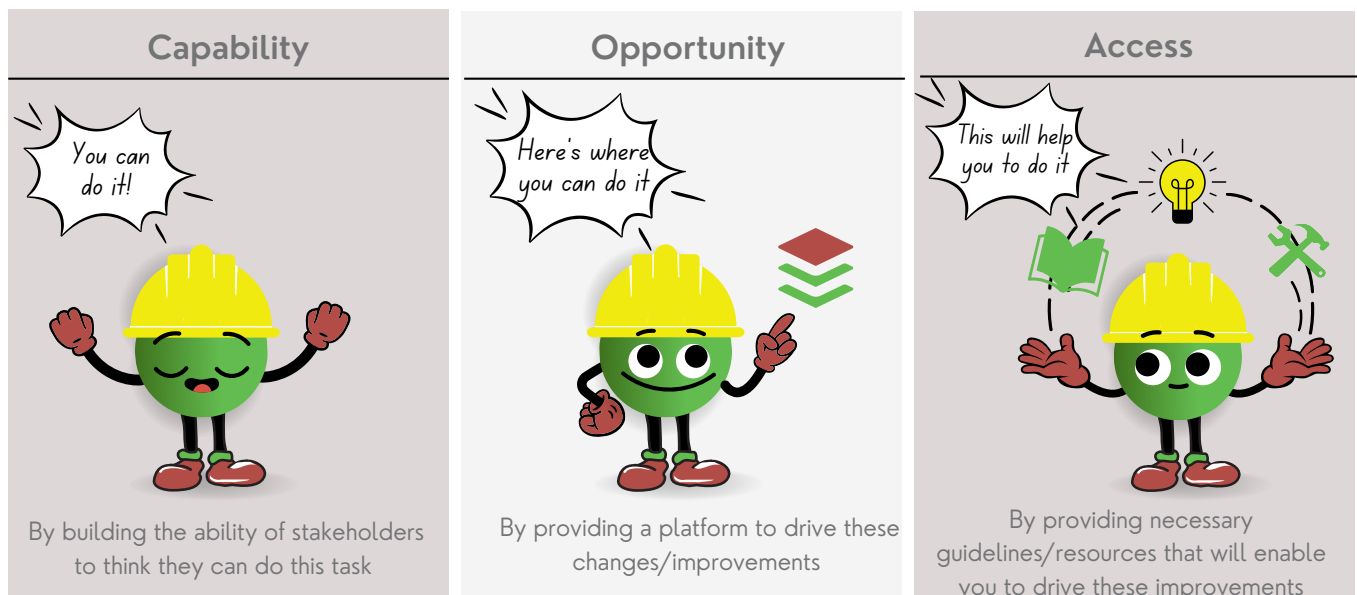 Capability
You can
do it!
By building the ability of stakeholders
to think they can do this task
Opportunity
Here's where
you can do it
By providing a platform to drive these
changes/improvements
Access
This will help
you to do it
By providing necessary
guidelines/resources that will enable
you to drive these improvements